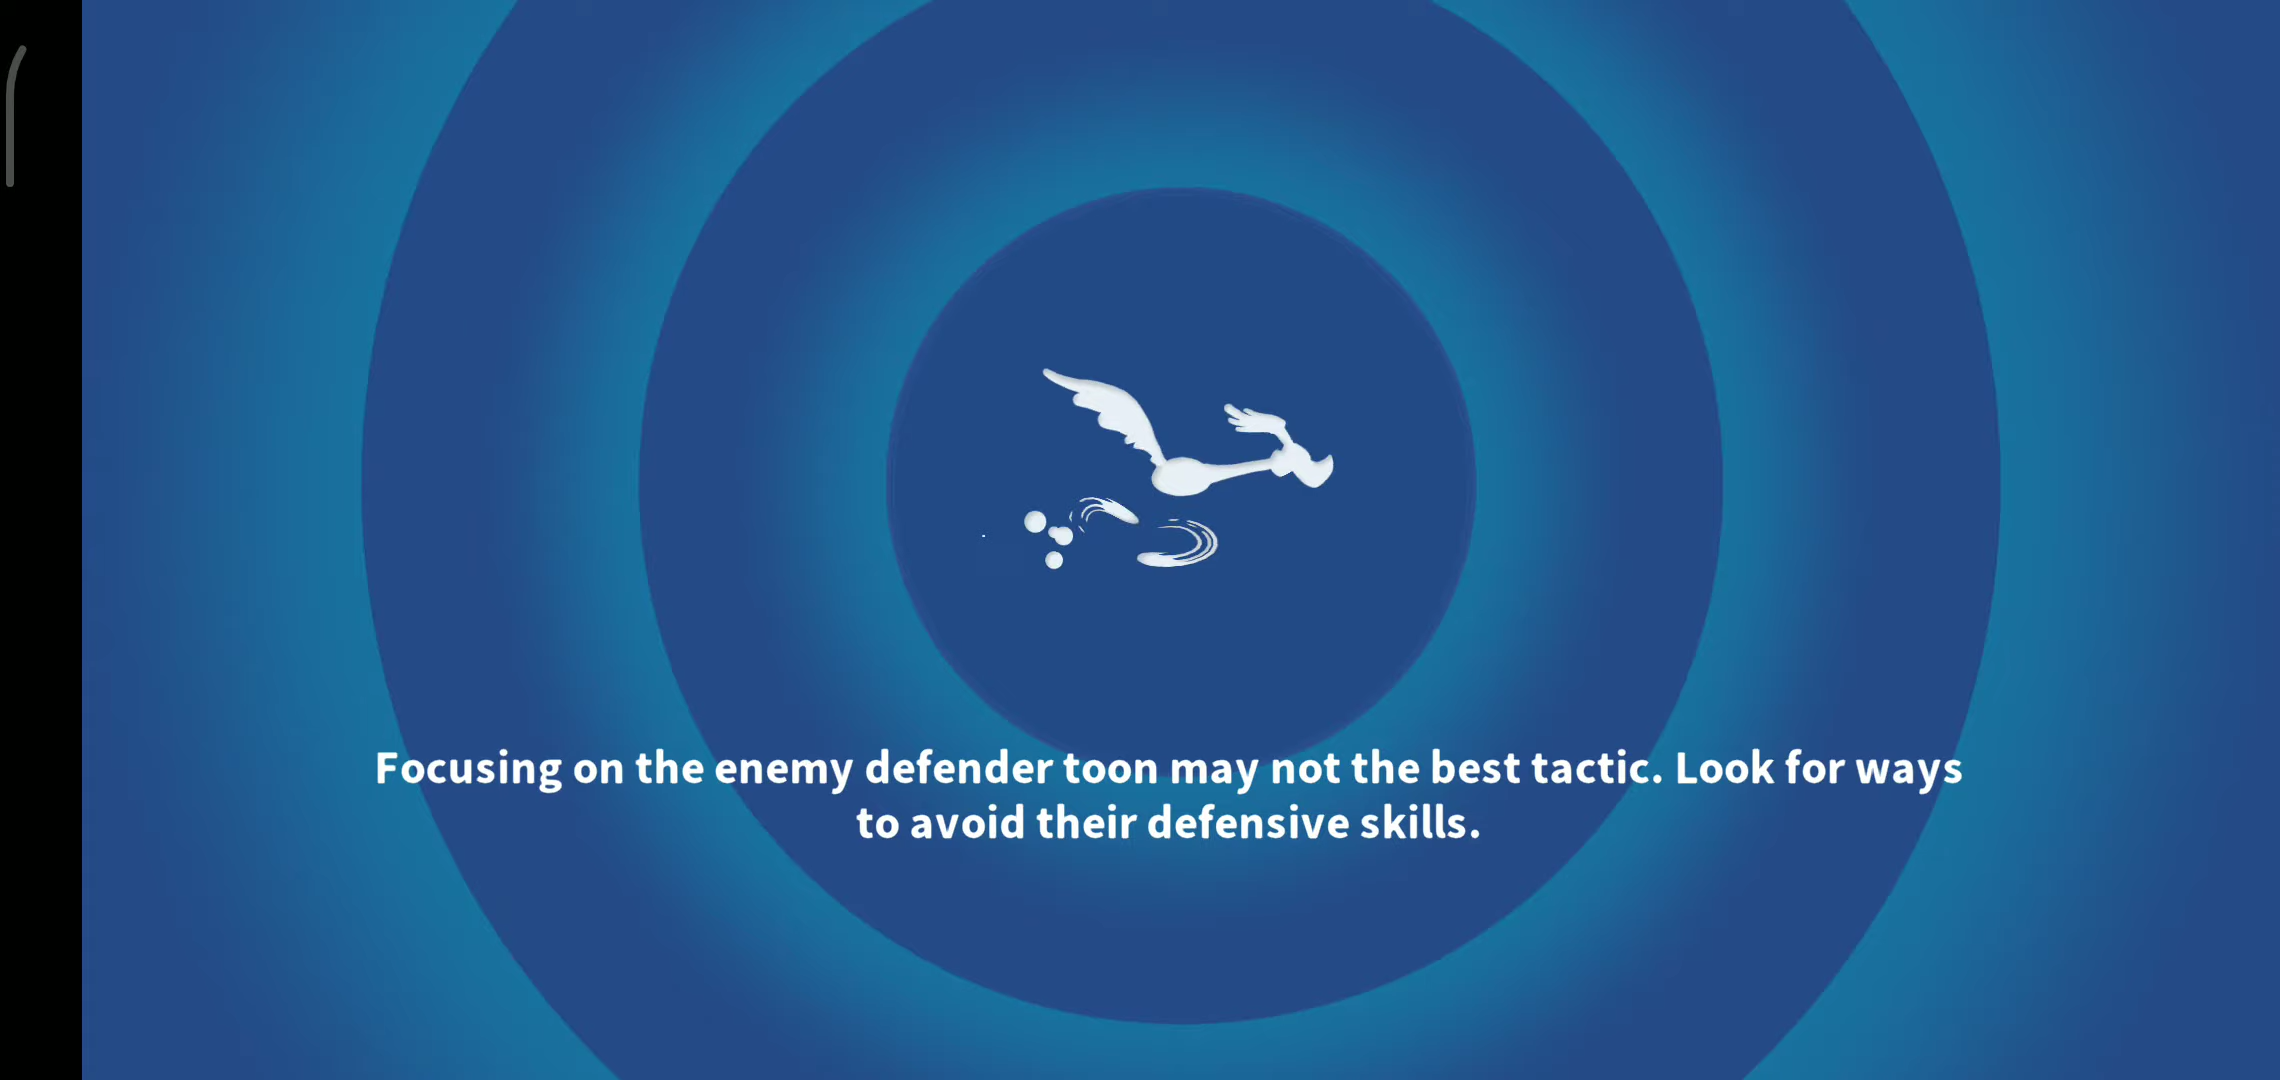 Focusing on the enemy defender toon may not the best tactic. Look for ways
to avoid their defensive skills.